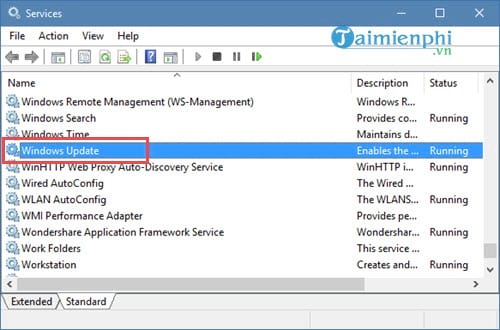 Services
Taimienphi
.vn
File Action View Help
Name Description Status
Windows Remote Management (WS-Management) Windows R...
Windows Search Provides co... Running
Windows Time Maintains d...
Windows Update Enables the ... Running
WinHTTP Web Proxy Auto-Discovery Service WinHTTP i... Running
Wired AutoConfig The Wired ...
WLAN AutoConfig The WLANS... Running
WMI Performance Adapter Provides pe...
Wondershare Application Framework Service Wondershar... Running
Work Folders This service ...
Workstation Creates and... Running
Extended Standard